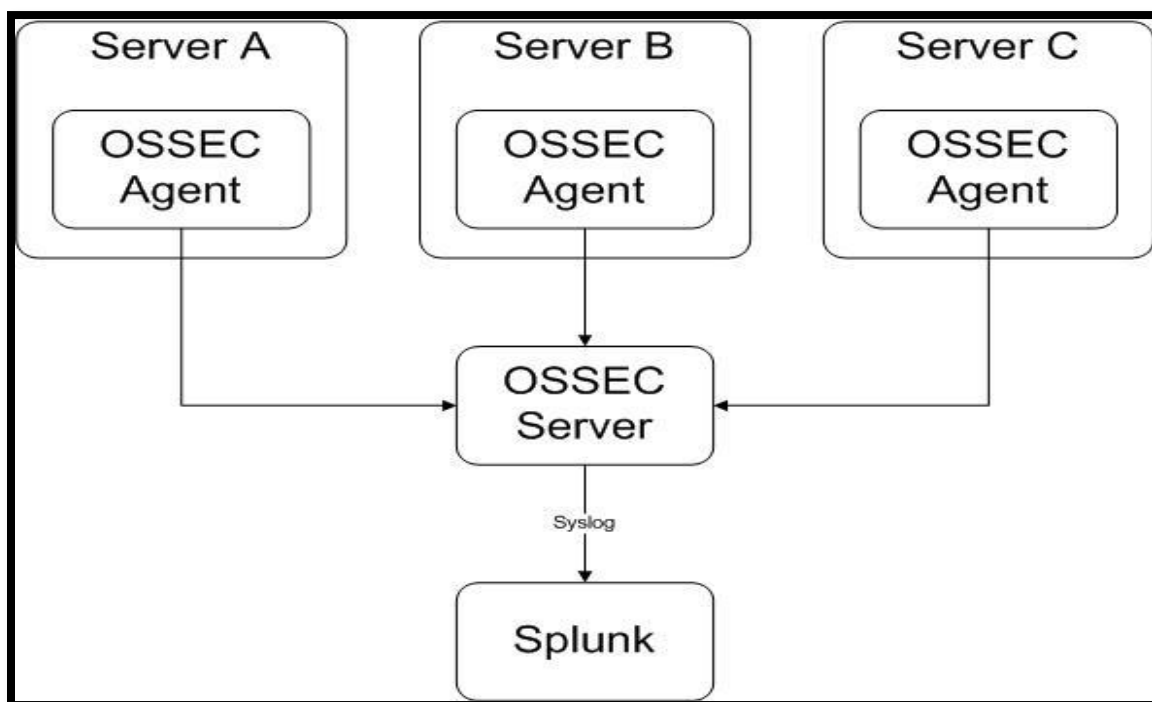 Server A
OSSEC
Agent
Server B
OSSEC
Agent
Server C
OSSEC
Agent
OSSEC
Server
Syslog
Splunk